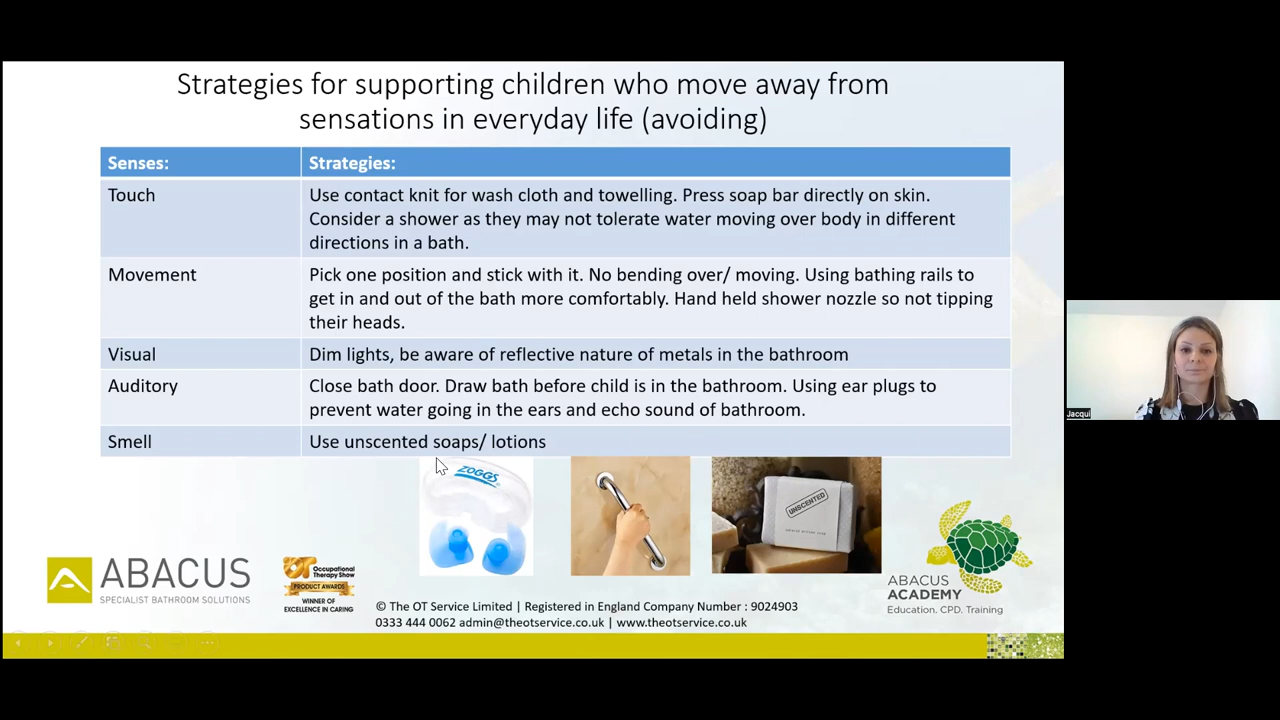 Strategies for supporting children who move away from
sensations in everyday life (avoiding)
Senses:
Strategies:
Touch
Use contact knit for wash cloth and towelling. Press soap bar directly on skin.
Consider a shower as they may not tolerate water moving over body in different
directions in a bath.
Movement
Pick one position and stick with it. No bending over/ moving. Using bathing rails to
get in and out of the bath more comfortably. Hand held shower nozzle so not tipping
their heads.
Visual
Dim lights, be aware of reflective nature of metals in the bathroom
Auditory
Close bath door. Draw bath before child is in the bathroom. Using ear plugs to
prevent water going in the ears and echo sound of bathroom.
Smell
Use unscented soaps/ lotions
ZOGGS
UNSCENTED
Jacqui
ABACUS
SPECIALIST BATHROOM SOLUTIONS
OT
Occupational
Therapy Show
PRODUCT AWARDS
WINNER OF
EXCELLENCE IN CARING
© The OT Service Limited | Registered in England Company Number : 9024903
0333 444 0062 admin@theotservice.co.uk | www.theotservice.co.uk
ABACUS
ACADEMY
Education. CPD. Training